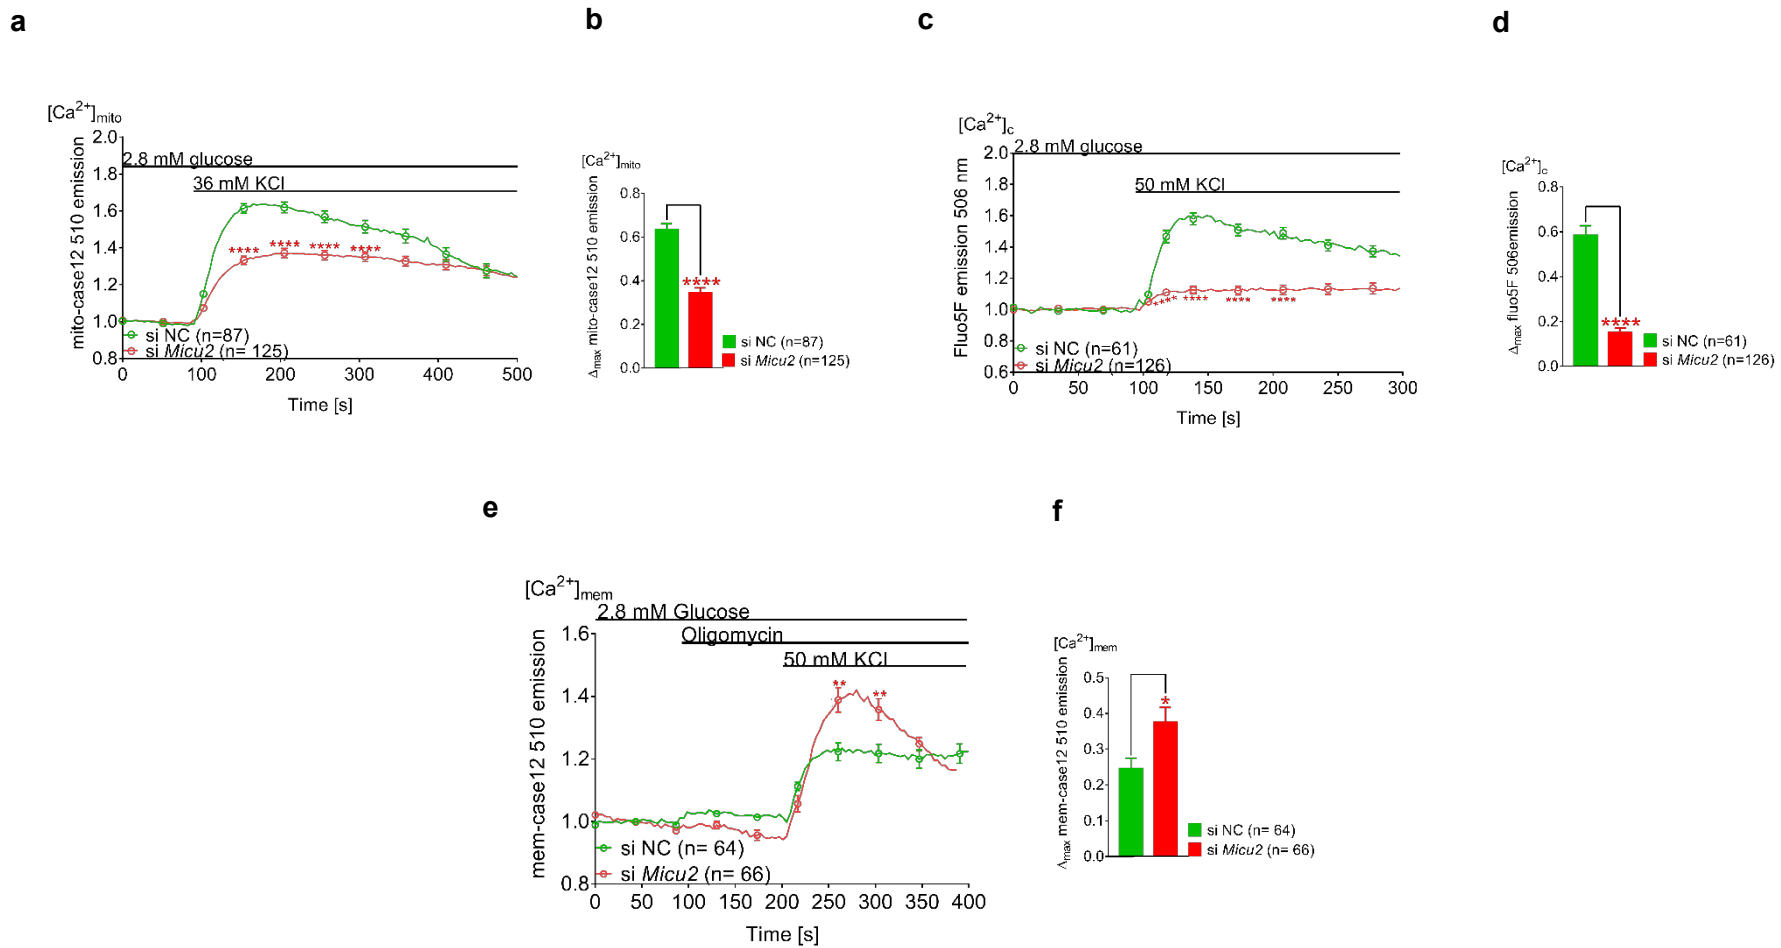 a
[Ca²⁺]mito
mito-case12 510 emission
2.0
1.8
1.6
1.4
1.2
1.0
0.8
2.8 mM glucose
36 mM KCl
****
****
****
****
si NC (n=87)
si Micu2 (n= 125)
0
100
200
300
400
500
Time [s]
b
[Ca²⁺]mito
Δmax mito-case12 510 emission
0.8
0.6
0.4
0.2
0.0
****
si NC (n=87)
si Micu2 (n=125)
c
[Ca²⁺]c
Fluo5F emission 506 nm
2.0
1.8
1.6
1.4
1.2
1.0
0.8
0.6
2.8 mM glucose
50 mM KCl
****
****
****
****
si NC (n=61)
si Micu2 (n=126)
0
50
100
150
200
250
300
Time [s]
d
[Ca²⁺]c
Δmax fluo5F 506emission
0.8
0.6
0.4
0.2
0.0
****
si NC (n=61)
si Micu2 (n=126)
e
[Ca²⁺]mem
mem-case12 510 emission
1.6
1.4
1.2
1.0
0.8
2.8 mM Glucose
Oligomycin
50 mM KCl
**
**
si NC (n= 64)
si Micu2 (n= 66)
0
50
100
150
200
250
300
350
400
Time [s]
f
[Ca²⁺]mem
Δmax mem-case12 510 emission
0.5
0.4
0.3
0.2
0.1
0.0
*
si NC (n= 64)
si Micu2 (n= 66)